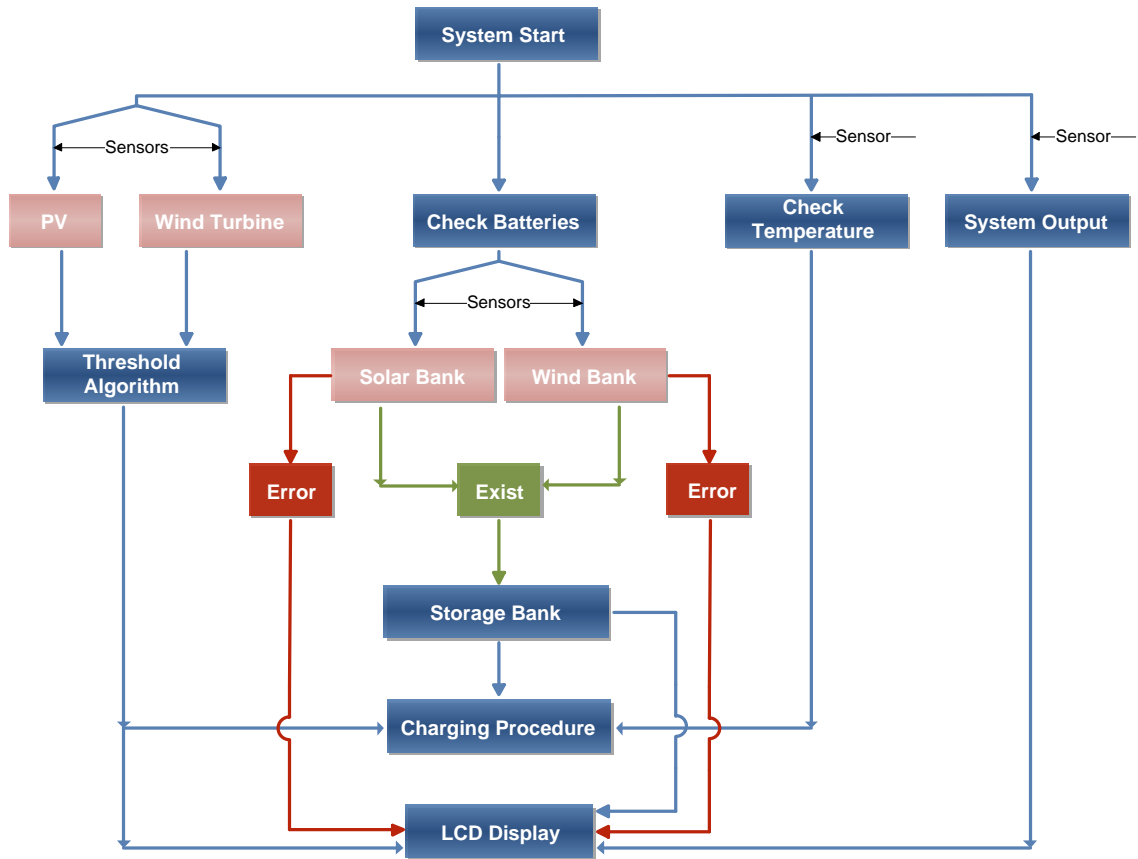 System Start
Sensors
Sensor
Sensor
PV
Wind Turbine
Check Batteries
Check
Temperature
System Output
Sensors
Threshold
Algorithm
Solar Bank
Wind Bank
Error
Exist
Error
Storage Bank
Charging Procedure
LCD Display